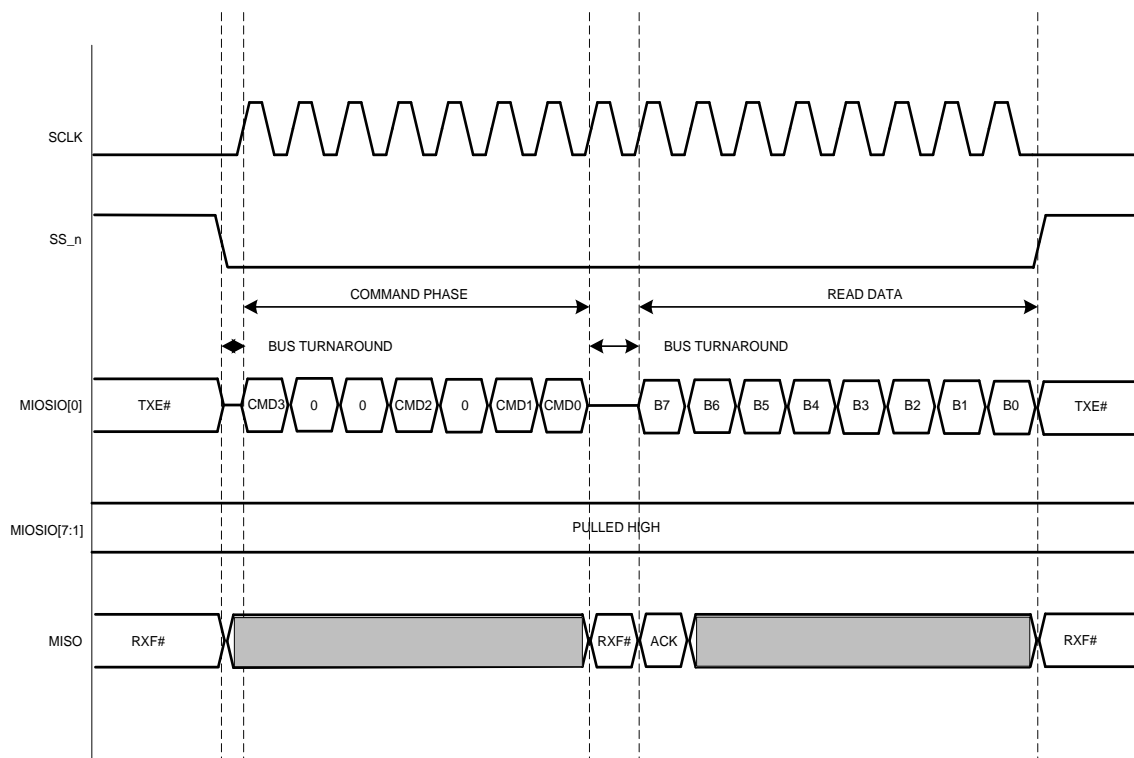 SCLK
SS_n
COMMAND PHASE READ DATA
BUS TURNAROUND BUS TURNAROUND
MIOSIO[0] TXE# CMD3 0 0 CMD2 0 CMD1 CMD0 B7 B6 B5 B4 B3 B2 B1 B0 TXE#
MIOSIO[7:1] PULLED HIGH
MISO RXF# RXF# ACK RXF#